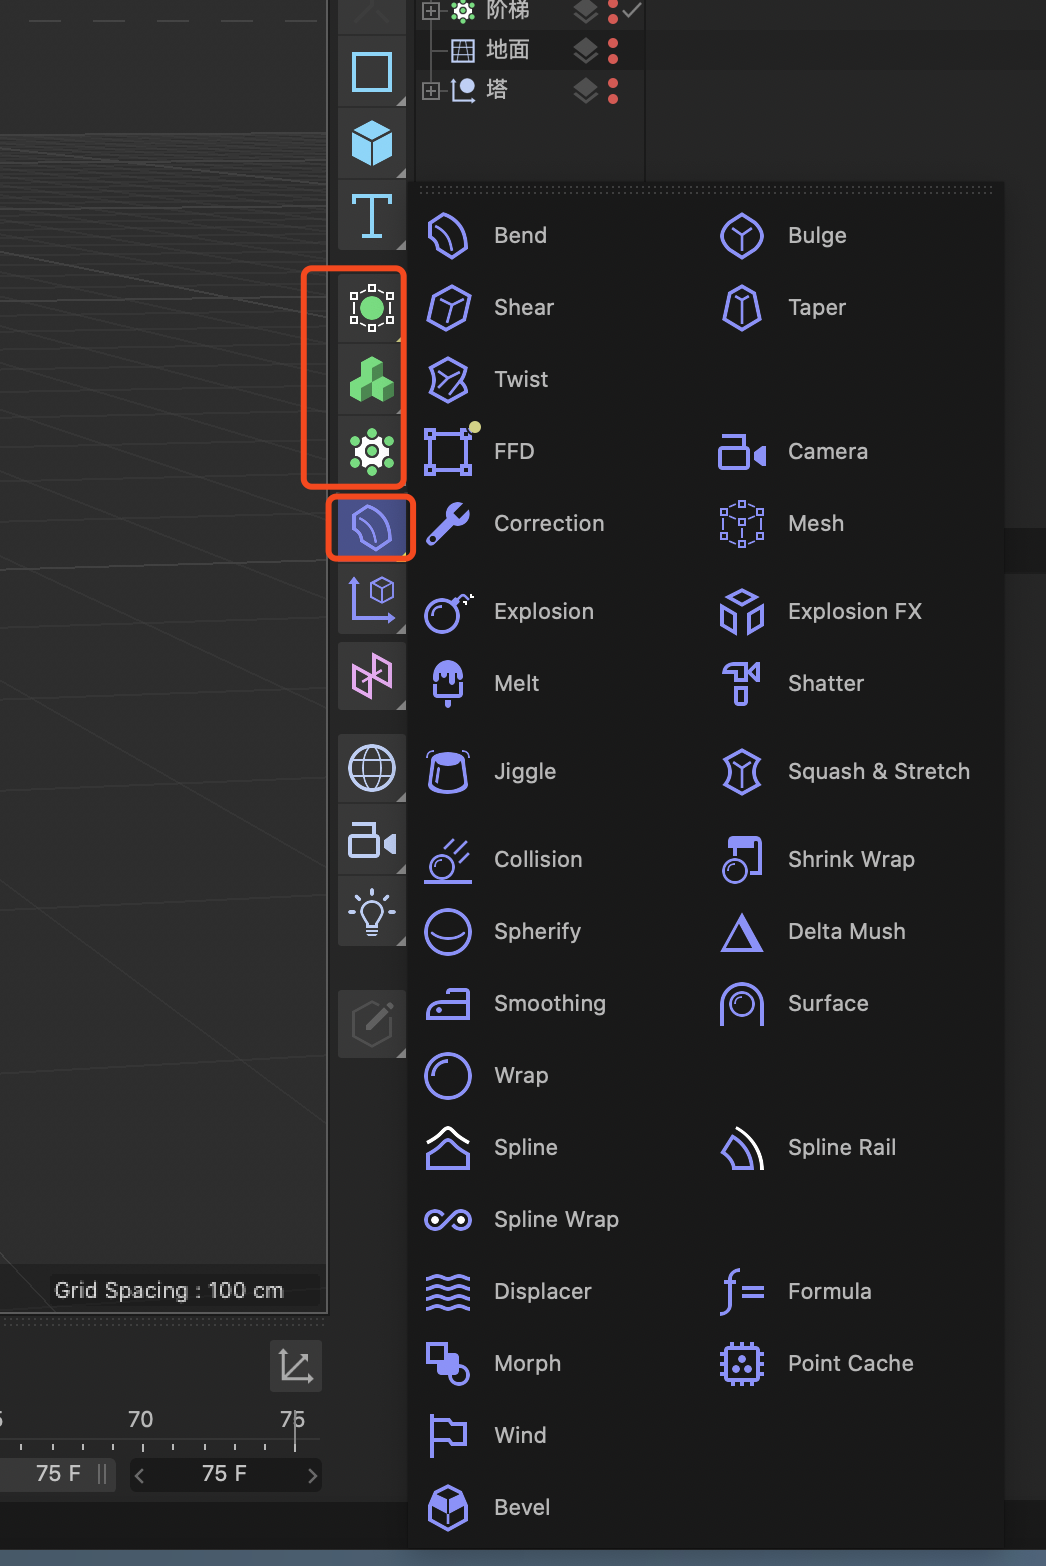 阶梯
地面
塔
Bend
Bulge
Shear
Taper
Twist
FFD
Camera
Correction
Mesh
Explosion
Explosion FX
Melt
Shatter
Jiggle
Squash & Stretch
Collision
Shrink Wrap
Spherify
Delta Mush
Smoothing
Surface
Wrap
Spline
Spline Rail
Spline Wrap
Grid Spacing : 100 cm
Displacer
Formula
Morph
Point Cache
70
75
Wind
75 F
75 F
Bevel